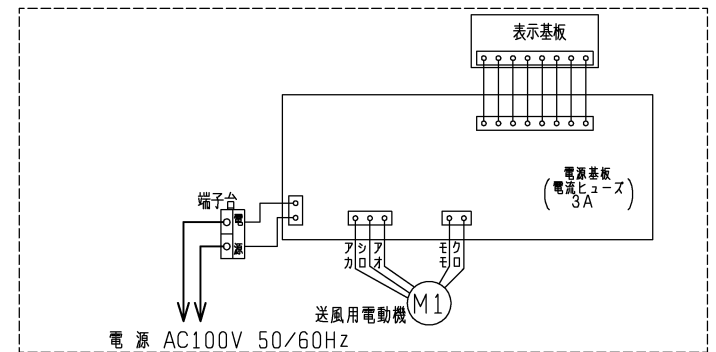 表示基板
電源基板
(電流ヒューズ)
3A
端子台
電
源
アカ
シロ
アオ
モモ
クロ
送風用電動機
M1
電 源 AC100V 50/60Hz